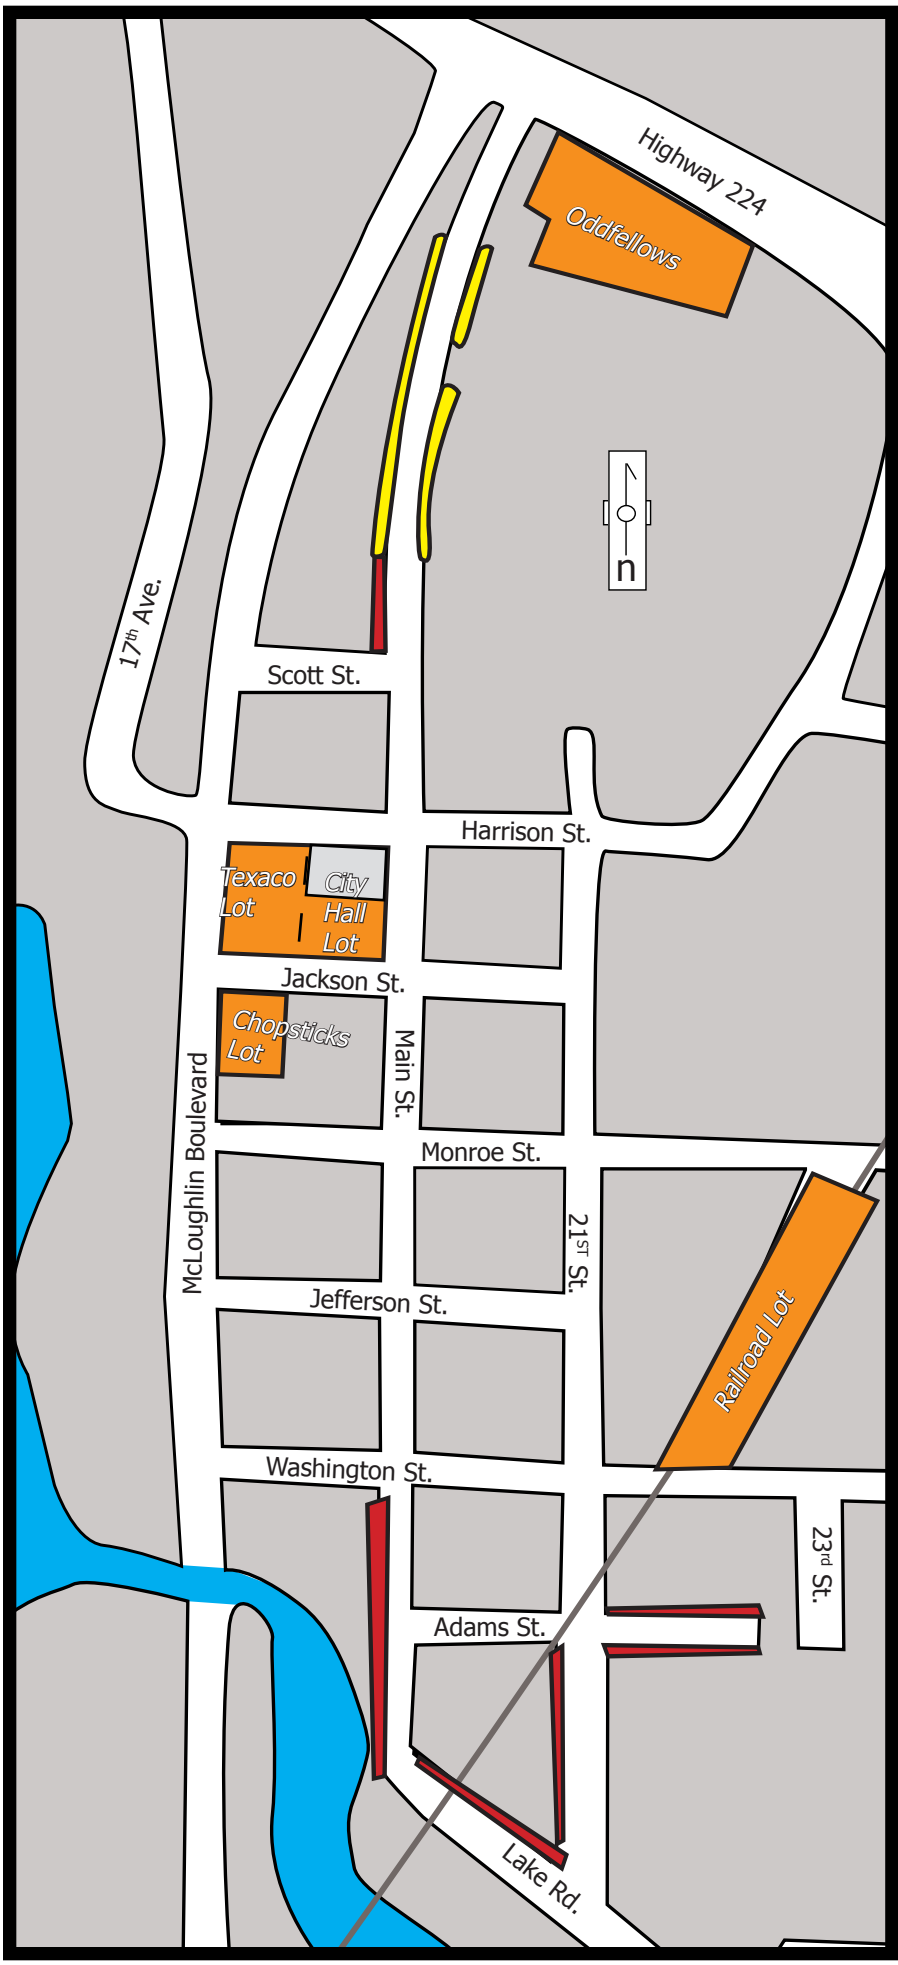 Highway 224
Oddfellows
n
17th Ave.
Scott St.
Harrison St.
Texaco
Lot
City
Hall
Lot
Jackson St.
Chopsticks
Lot
Main St.
McLoughlin Boulevard
Monroe St.
21ST St.
Jefferson St.
Railroad Lot
Washington St.
23rd St.
Adams St.
Lake Rd.